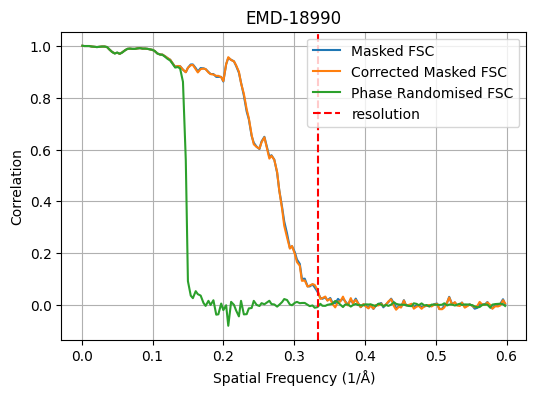 EMD-18990
Masked FSC
Corrected Masked FSC
Phase Randomised FSC
resolution
1.0
0.8
0.6
0.4
0.2
0.0
Correlation
0.0 0.1 0.2 0.3 0.4 0.5 0.6
Spatial Frequency (1/Å)